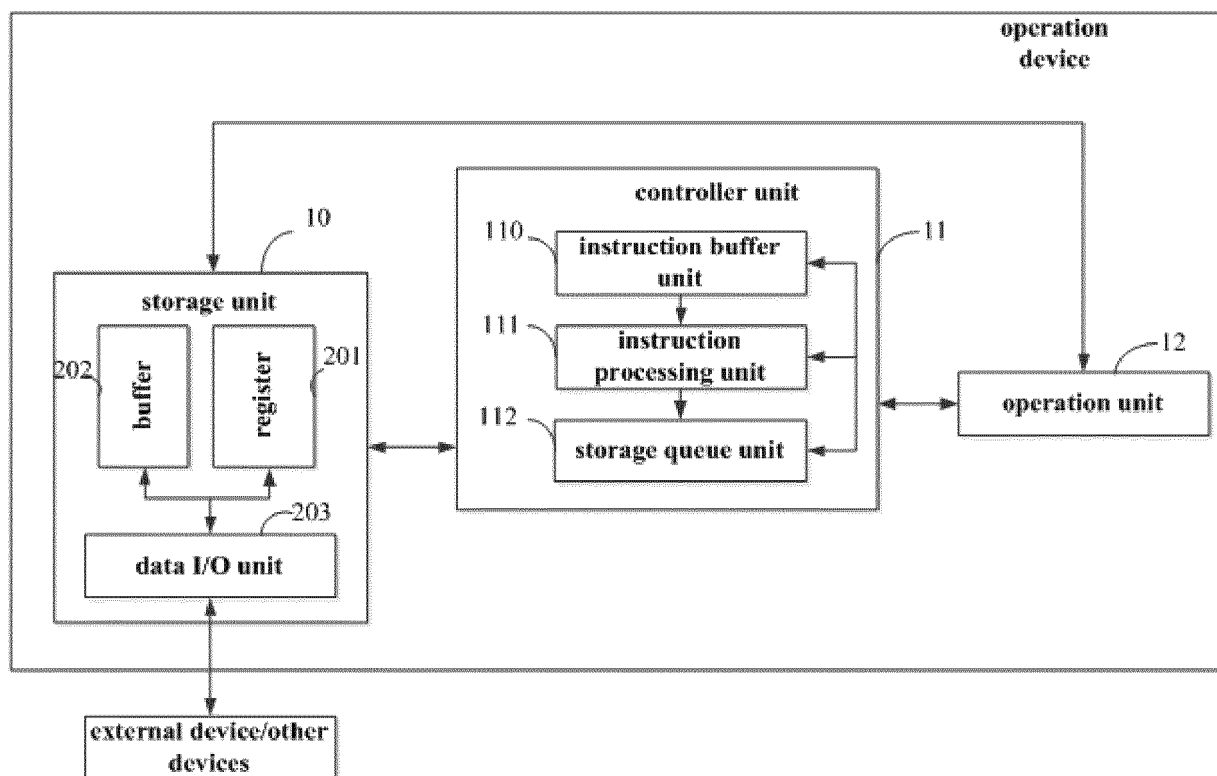 operation
device
controller unit
10
110
instruction buffer
unit
11
storage unit
111
instruction
processing unit
202
buffer
register
201
12
operation unit
112
storage queue unit
203
data I/O unit
external device/other
devices